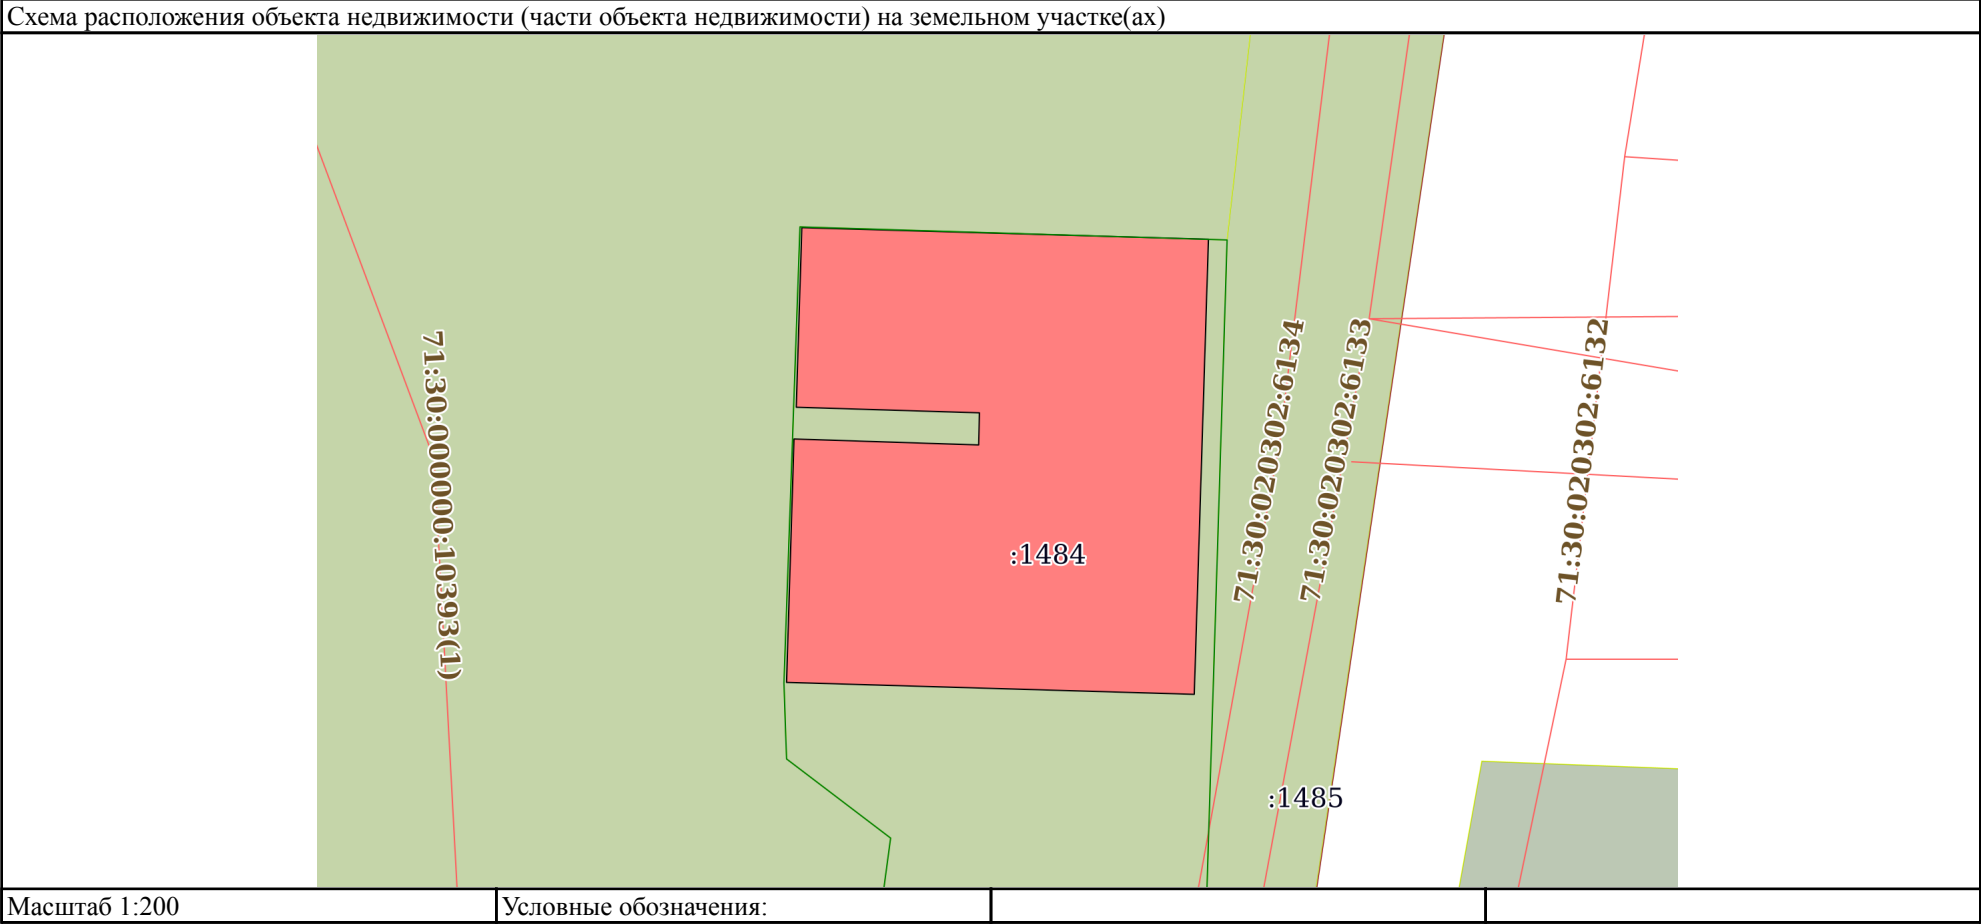 Схема расположения объекта недвижимости (части объекта недвижимости) на земельном участке(ах)
71:30:000000:10393(1)
:1484
71:30:020302:6134
71:30:020302:6133
71:30:020302:6132
:1485
Масштаб 1:200
Условные обозначения: